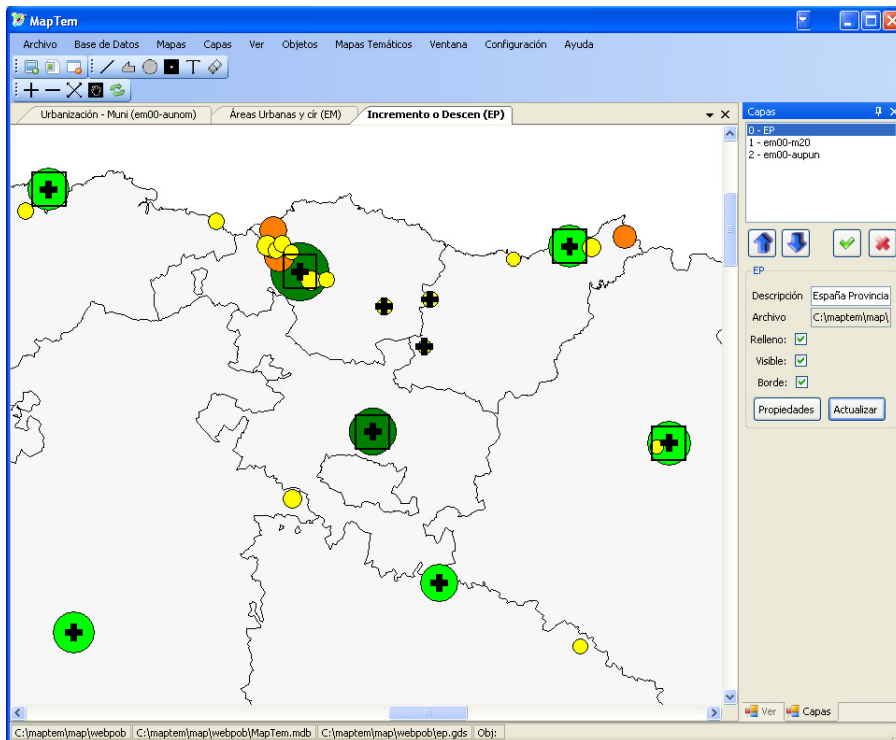 MapTem
Archivo Base de Datos Mapas Capas Ver Objetos Mapas Temáticos Ventana Configuración Ayuda
Urbanización - Muni (em00-aunom) Áreas Urbanas y cír (EM) Incremento o Descen (EP)
Capas
0 - EP
1 - em00-m20
2 - em00-aupun
EP
Descripción España Provincia
Archivo C:\maptem\map\
Relleno:
Visible:
Borde:
Propiedades Actualizar
Ver Capas
C:\maptem\map\webpob C:\maptem\map\webpob\MapTem.mdb C:\maptem\map\webpob\ep.gds Obj: